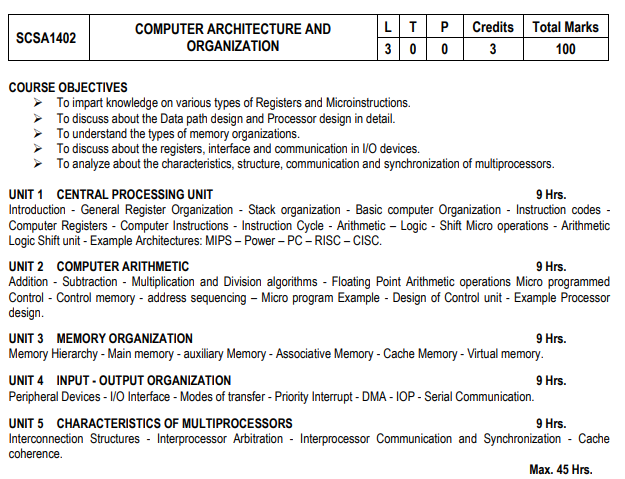 SCSA1402
COMPUTER ARCHITECTURE AND
ORGANIZATION
L T P Credits Total Marks
3 0 0 3 100
COURSE OBJECTIVES
➢ To impart knowledge on various types of Registers and Microinstructions.
➢ To discuss about the Data path design and Processor design in detail.
➢ To understand the types of memory organizations.
➢ To discuss about the registers, interface and communication in I/O devices.
➢ To analyze about the characteristics, structure, communication and synchronization of multiprocessors.
UNIT 1 CENTRAL PROCESSING UNIT 9 Hrs.
Introduction - General Register Organization - Stack organization - Basic computer Organization - Instruction codes -
Computer Registers - Computer Instructions - Instruction Cycle - Arithmetic – Logic - Shift Micro operations - Arithmetic
Logic Shift unit - Example Architectures: MIPS – Power – PC – RISC – CISC.
UNIT 2 COMPUTER ARITHMETIC 9 Hrs.
Addition - Subtraction - Multiplication and Division algorithms - Floating Point Arithmetic operations Micro programmed
Control - Control memory - address sequencing – Micro program Example - Design of Control unit - Example Processor
design.
UNIT 3 MEMORY ORGANIZATION 9 Hrs.
Memory Hierarchy - Main memory - auxiliary Memory - Associative Memory - Cache Memory - Virtual memory.
UNIT 4 INPUT - OUTPUT ORGANIZATION 9 Hrs.
Peripheral Devices - I/O Interface - Modes of transfer - Priority Interrupt - DMA - IOP - Serial Communication.
UNIT 5 CHARACTERISTICS OF MULTIPROCESSORS 9 Hrs.
Interconnection Structures - Interprocessor Arbitration - Interprocessor Communication and Synchronization - Cache
coherence.
Max. 45 Hrs.